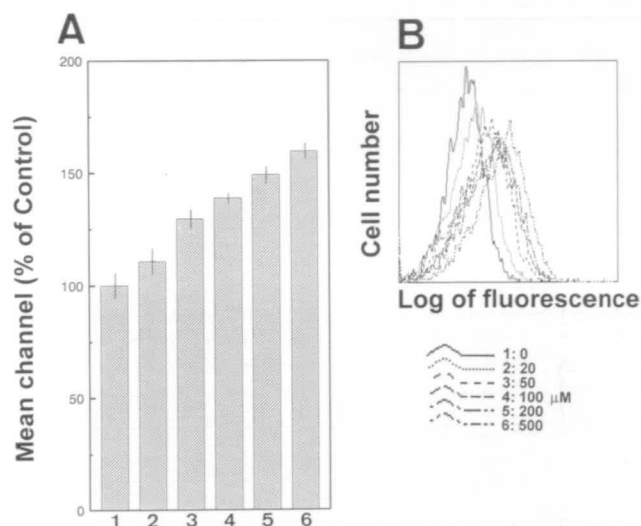 A
B
200
150
100
50
0
Mean channel (% of Control)
1 2 3 4 5 6
Cell number
Log of fluorescence
1: 0
2: 20
3: 50
4: 100 µM
5: 200
6: 500